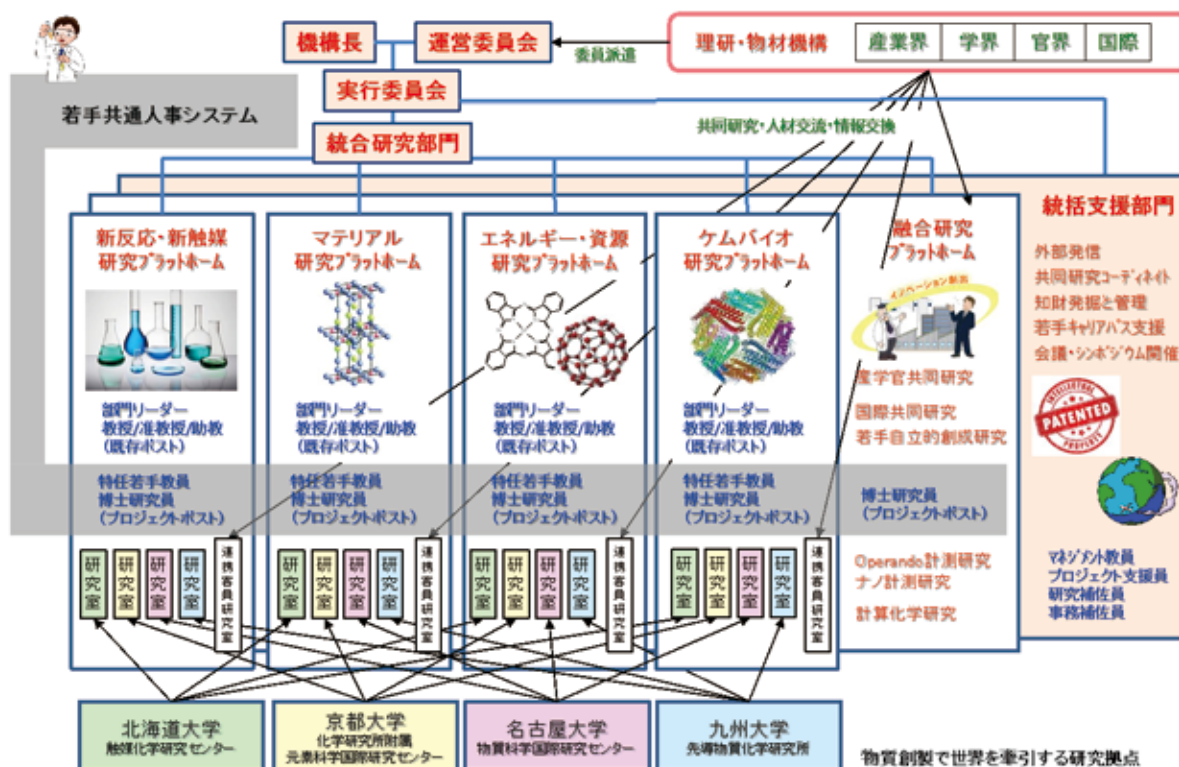 機構長
運営委員会
委員派遣
理研・物材機構
産業界
学界
官界
国際
実行委員会
若手共通人事システム
統合研究部門
共同研究・人材交流・情報交換
新反応・新触媒
研究プラットホーム
部門リーダー
教授/准教授/助教
(既存ポスト)
特任若手教員
博士研究員
(プロジェクトポスト)
研究室
研究室
研究室
研究室
連携客員研究室
マテリアル
研究プラットホーム
部門リーダー
教授/准教授/助教
(既存ポスト)
特任若手教員
博士研究員
(プロジェクトポスト)
研究室
研究室
研究室
研究室
連携客員研究室
エネルギー・資源
研究プラットホーム
部門リーダー
教授/准教授/助教
(既存ポスト)
特任若手教員
博士研究員
(プロジェクトポスト)
研究室
研究室
研究室
研究室
連携客員研究室
ケムバイオ
研究プラットホーム
部門リーダー
教授/准教授/助教
(既存ポスト)
特任若手教員
博士研究員
(プロジェクトポスト)
研究室
研究室
研究室
研究室
連携客員研究室
融合研究
プラットホーム
イノベーション創出
産学官共同研究
国際共同研究
若手自立的創成研究
博士研究員
(プロジェクトポスト)
Operando計測研究
ナノ計測研究
計算化学研究
統括支援部門
外部発信
共同研究コーディネイト
知財発掘と管理
若手キャリアパス支援
会議・シンポジウム開催
INTELLECTUAL
PATENTED
PROPERTY
マネジメント教員
プロジェクト支援員
研究補佐員
事務補佐員
北海道大学
触媒化学研究センター
京都大学
化学研究所附属
元素科学国際研究センター
名古屋大学
物質科学国際研究センター
九州大学
先導物質化学研究所
物質創製で世界を牽引する研究拠点